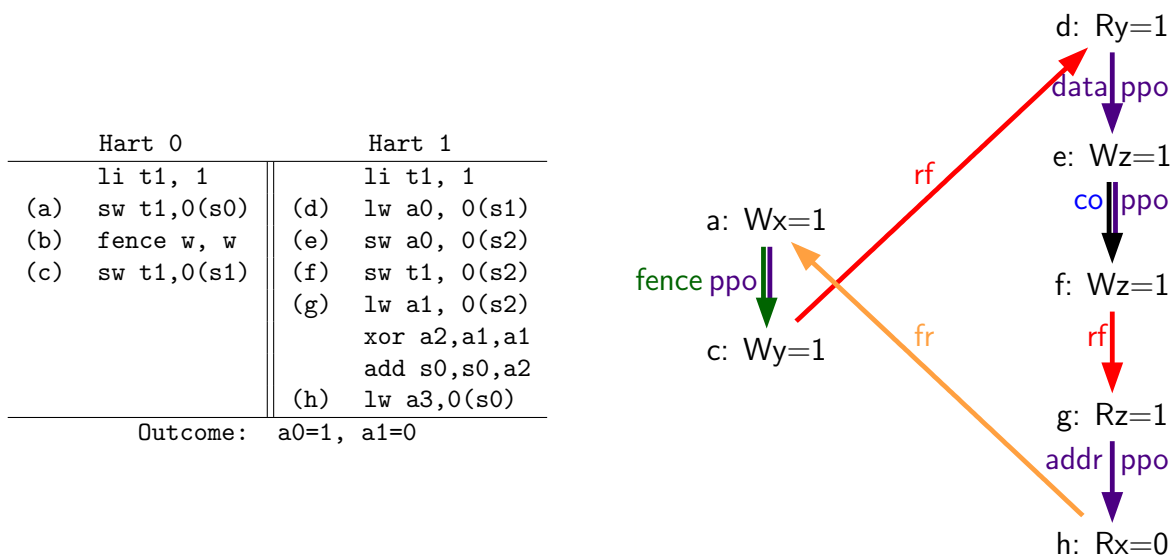 Hart 0 Hart 1
li t1, 1 li t1, 1
(a) sw t1,0(s0) (d) lw a0, 0(s1)
(b) fence w, w (e) sw a0, 0(s2)
(c) sw t1,0(s1) (f) sw t1, 0(s2)
(g) lw a1, 0(s2)
xor a2,a1,a1
add s0,s0,a2
(h) lw a3,0(s0)
Outcome: a0=1, a1=0
d: Ry=1
data ppo
e: Wz=1
rf
co ppo
a: Wx=1
fence ppo
f: Wz=1
fr
rf
c: Wy=1
g: Rz=1
addr ppo
h: Rx=0